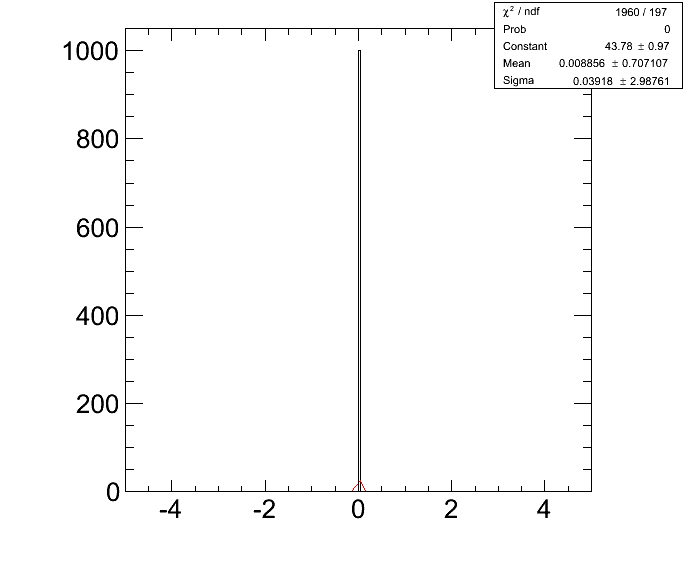 χ² / ndf 1960 / 197
Prob 0
Constant 43.78 ± 0.97
Mean 0.008856 ± 0.707107
Sigma 0.03918 ± 2.98761
1000
800
600
400
200
0
-4 -2 0 2 4